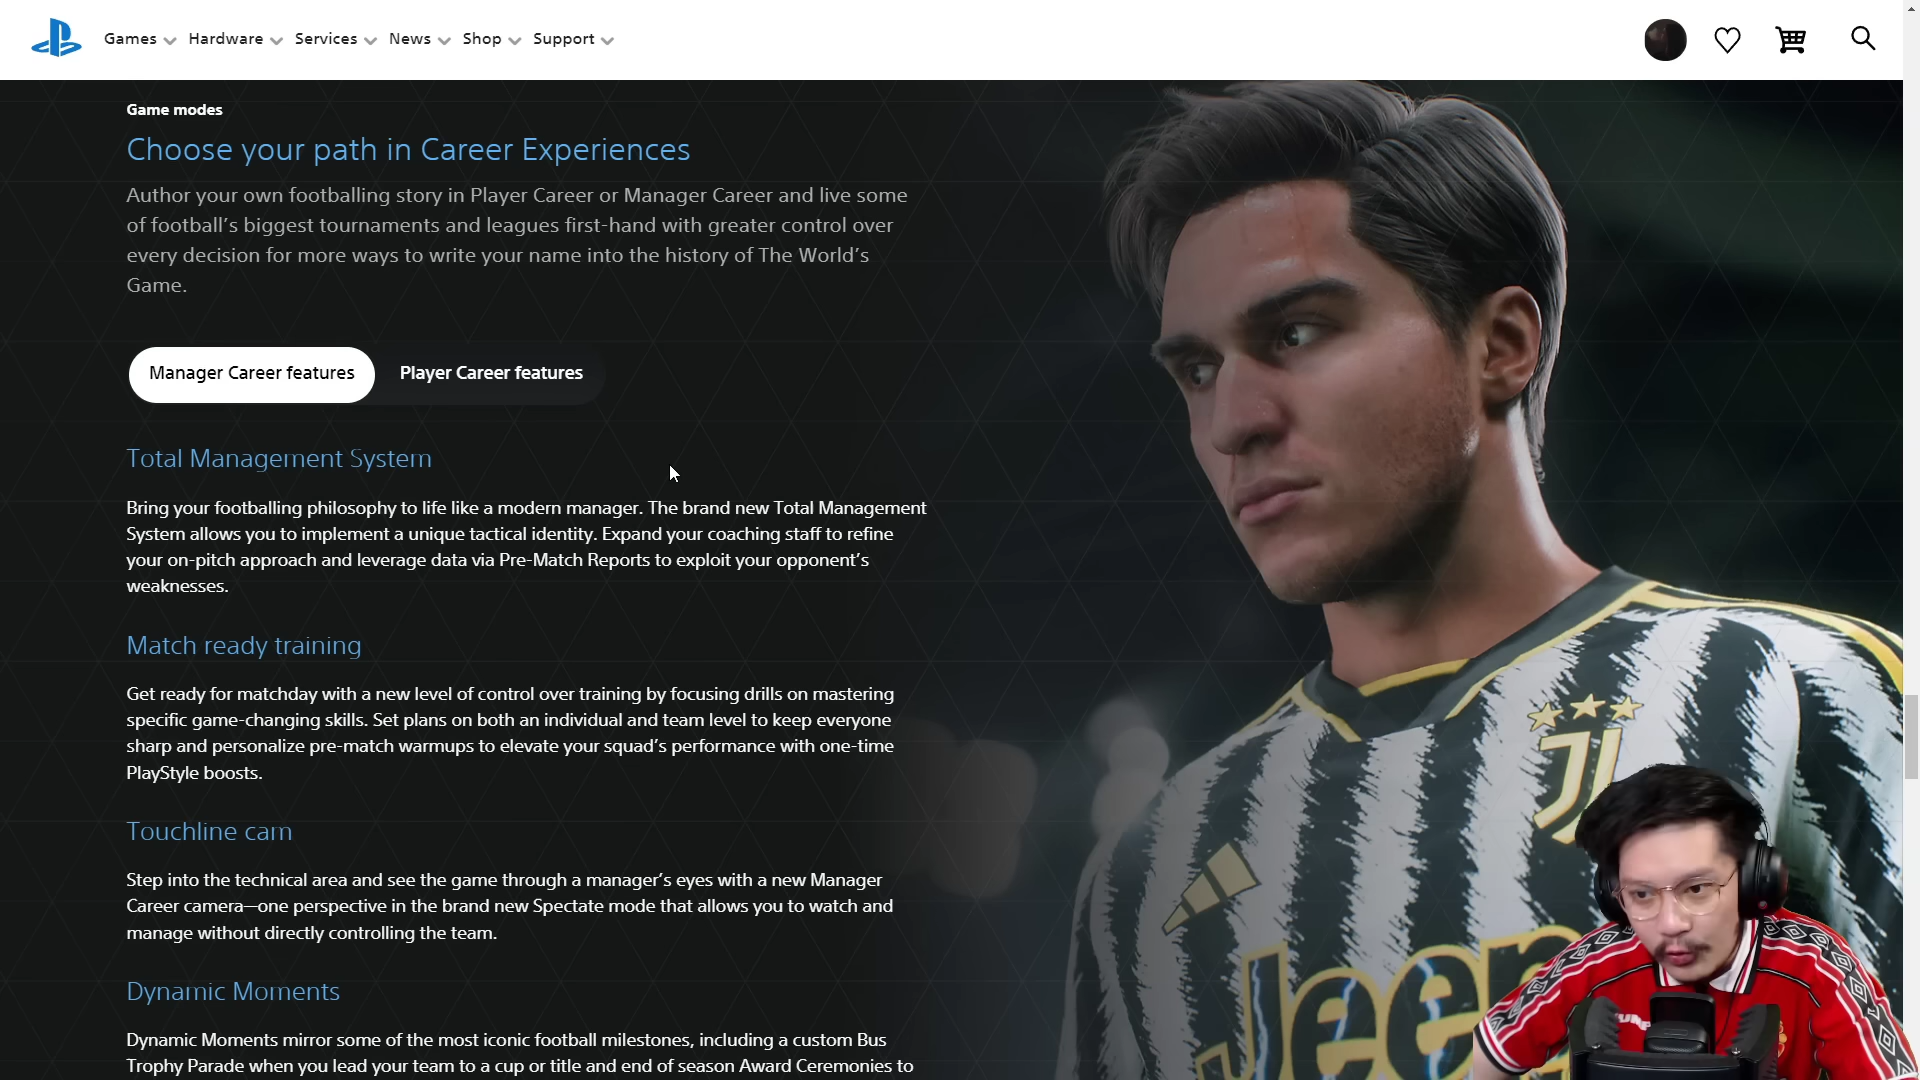 Games Hardware Services News Shop Support
Game modes
Choose your path in Career Experiences
Author your own footballing story in Player Career or Manager Career and live some
of football’s biggest tournaments and leagues first-hand with greater control over
every decision for more ways to write your name into the history of The World’s
Game.
Manager Career features Player Career features
Total Management System
Bring your footballing philosophy to life like a modern manager. The brand new Total Management
System allows you to implement a unique tactical identity. Expand your coaching staff to refine
your on-pitch approach and leverage data via Pre-Match Reports to exploit your opponent’s
weaknesses.
Match ready training
Get ready for matchday with a new level of control over training by focusing drills on mastering
specific game-changing skills. Set plans on both an individual and team level to keep everyone
sharp and personalize pre-match warmups to elevate your squad’s performance with one-time
PlayStyle boosts.
Touchline cam
Step into the technical area and see the game through a manager’s eyes with a new Manager
Career camera—one perspective in the brand new Spectate mode that allows you to watch and
manage without directly controlling the team.
Dynamic Moments
Dynamic Moments mirror some of the most iconic football milestones, including a custom Bus
Trophy Parade when you lead your team to a cup or title and end of season Award Ceremonies to
Jeep